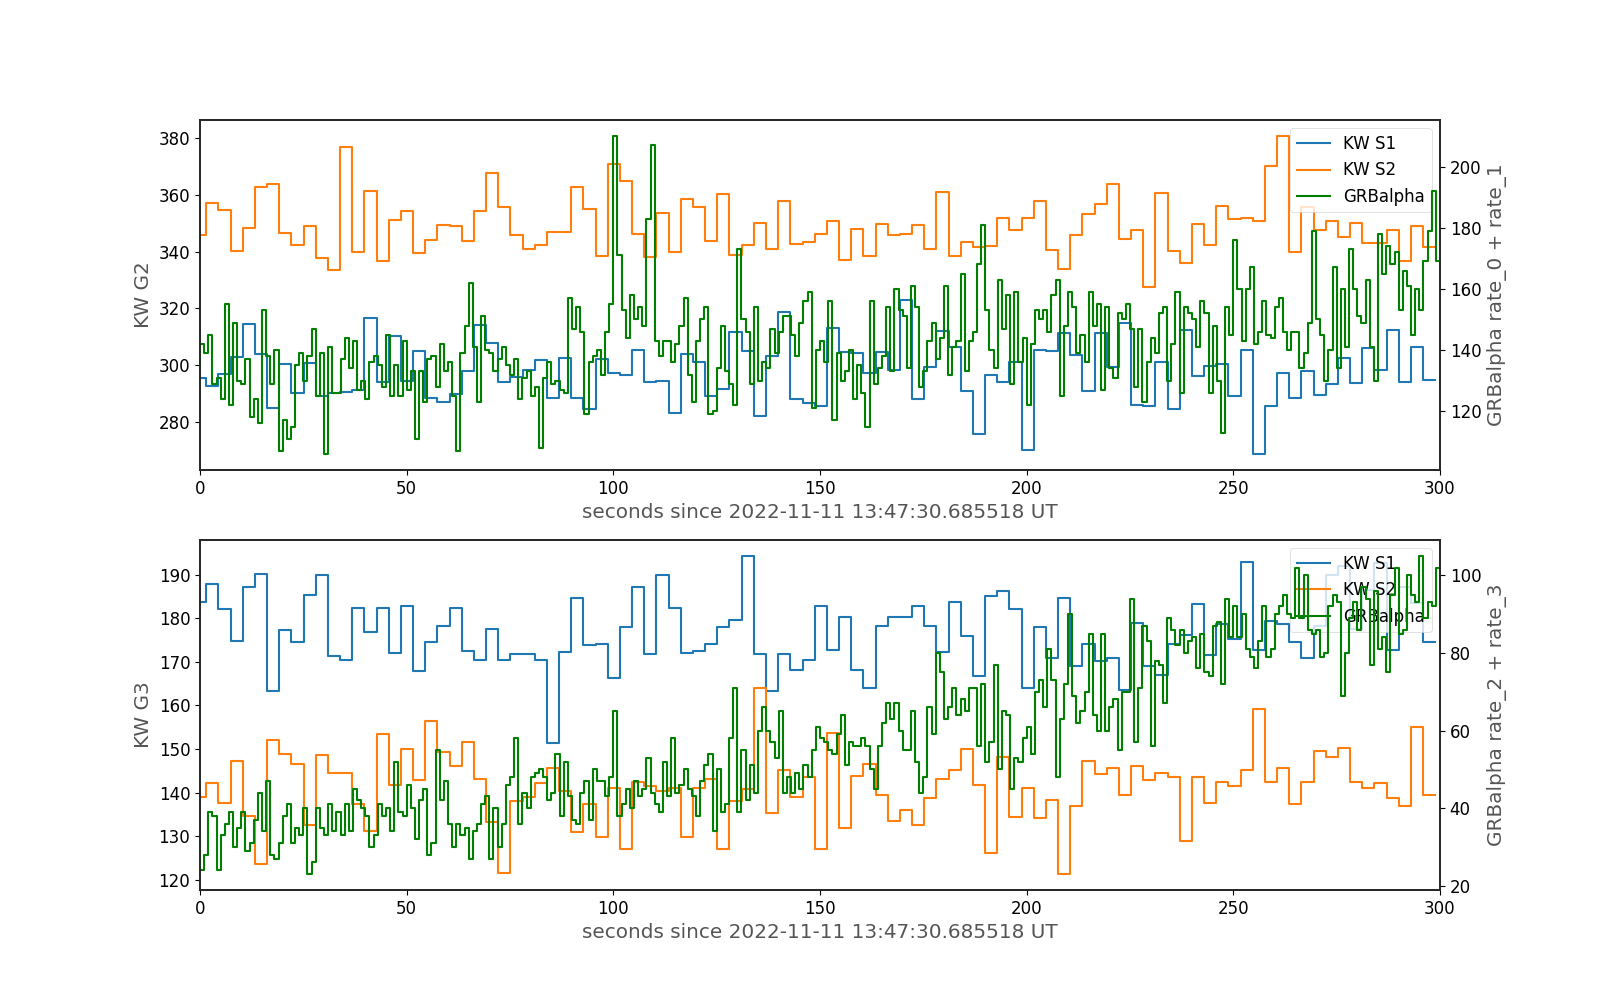 380
360
340
320
300
280
KW G2
200
180
160
140
120
GRBalpha rate_0 + rate_1
KW S1
KW S2
GRBalpha
0 50 100 150 200 250 300
seconds since 2022-11-11 13:47:30.685518 UT
190
180
170
160
150
140
130
120
KW G3
100
80
60
40
20
GRBalpha rate_2 + rate_3
KW S1
KW S2
GRBalpha
0 50 100 150 200 250 300
seconds since 2022-11-11 13:47:30.685518 UT